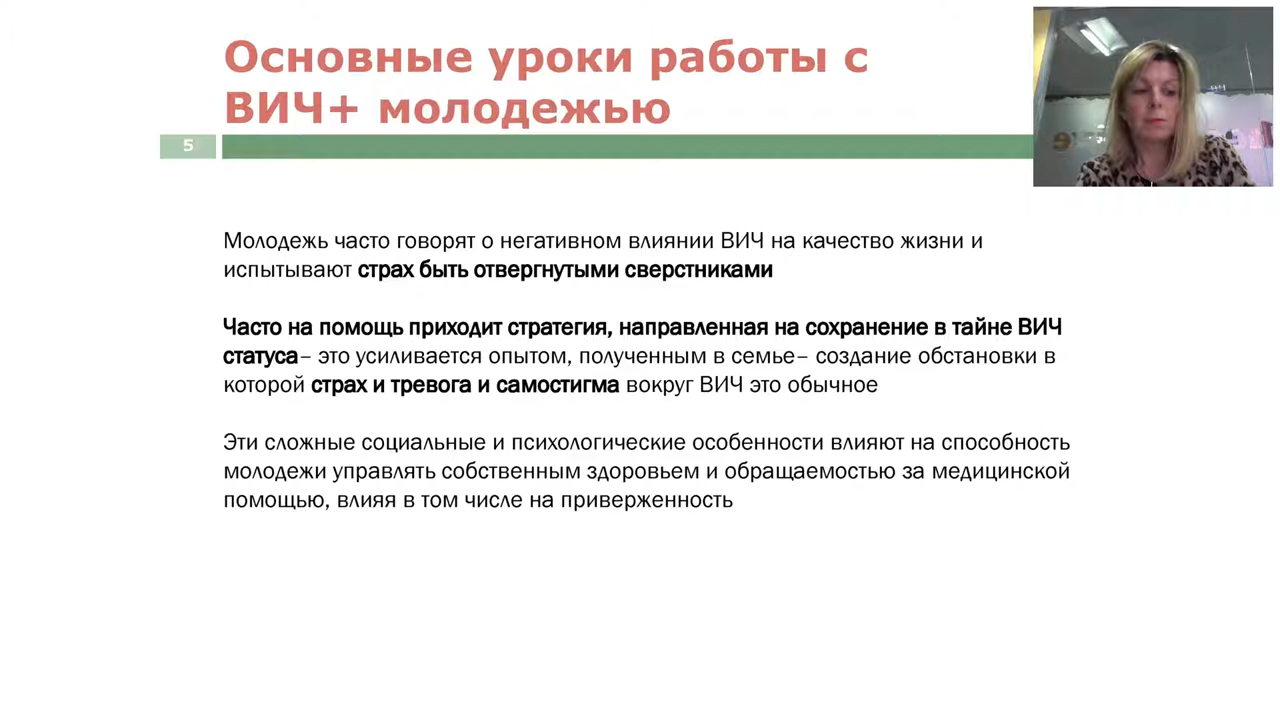 Основные уроки работы с
ВИЧ+ молодежью
5
Молодежь часто говорят о негативном влиянии ВИЧ на качество жизни и
испытывают страх быть отвергнутыми сверстниками
Часто на помощь приходит стратегия, направленная на сохранение в тайне ВИЧ
статуса– это усиливается опытом, полученным в семье– создание обстановки в
которой страх и тревога и самостигма вокруг ВИЧ это обычное
Эти сложные социальные и психологические особенности влияют на способность
молодежи управлять собственным здоровьем и обращаемостью за медицинской
помощью, влияя в том числе на приверженность